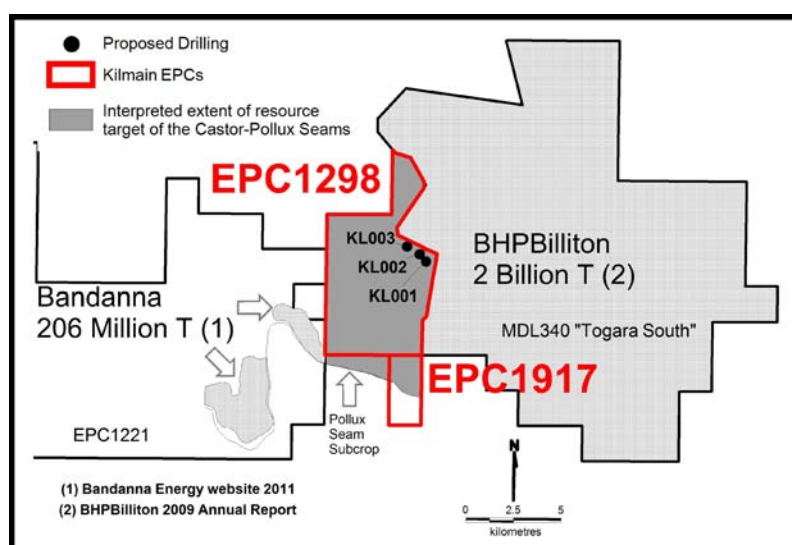 Proposed Drilling
Kilmain EPCs
Interpreted extent of resource
target of the Castor-Pollux Seams
EPC1298
KL003
KL002
KL001
BHPBilliton
2 Billion T (2)
MDL340 "Togara South"
Bandanna
206 Million T (1)
EPC1917
Pollux
Seam
Subcrop
EPC1221
N
(1) Bandanna Energy website 2011
(2) BHPBilliton 2009 Annual Report
0 2.5 5
kilometres